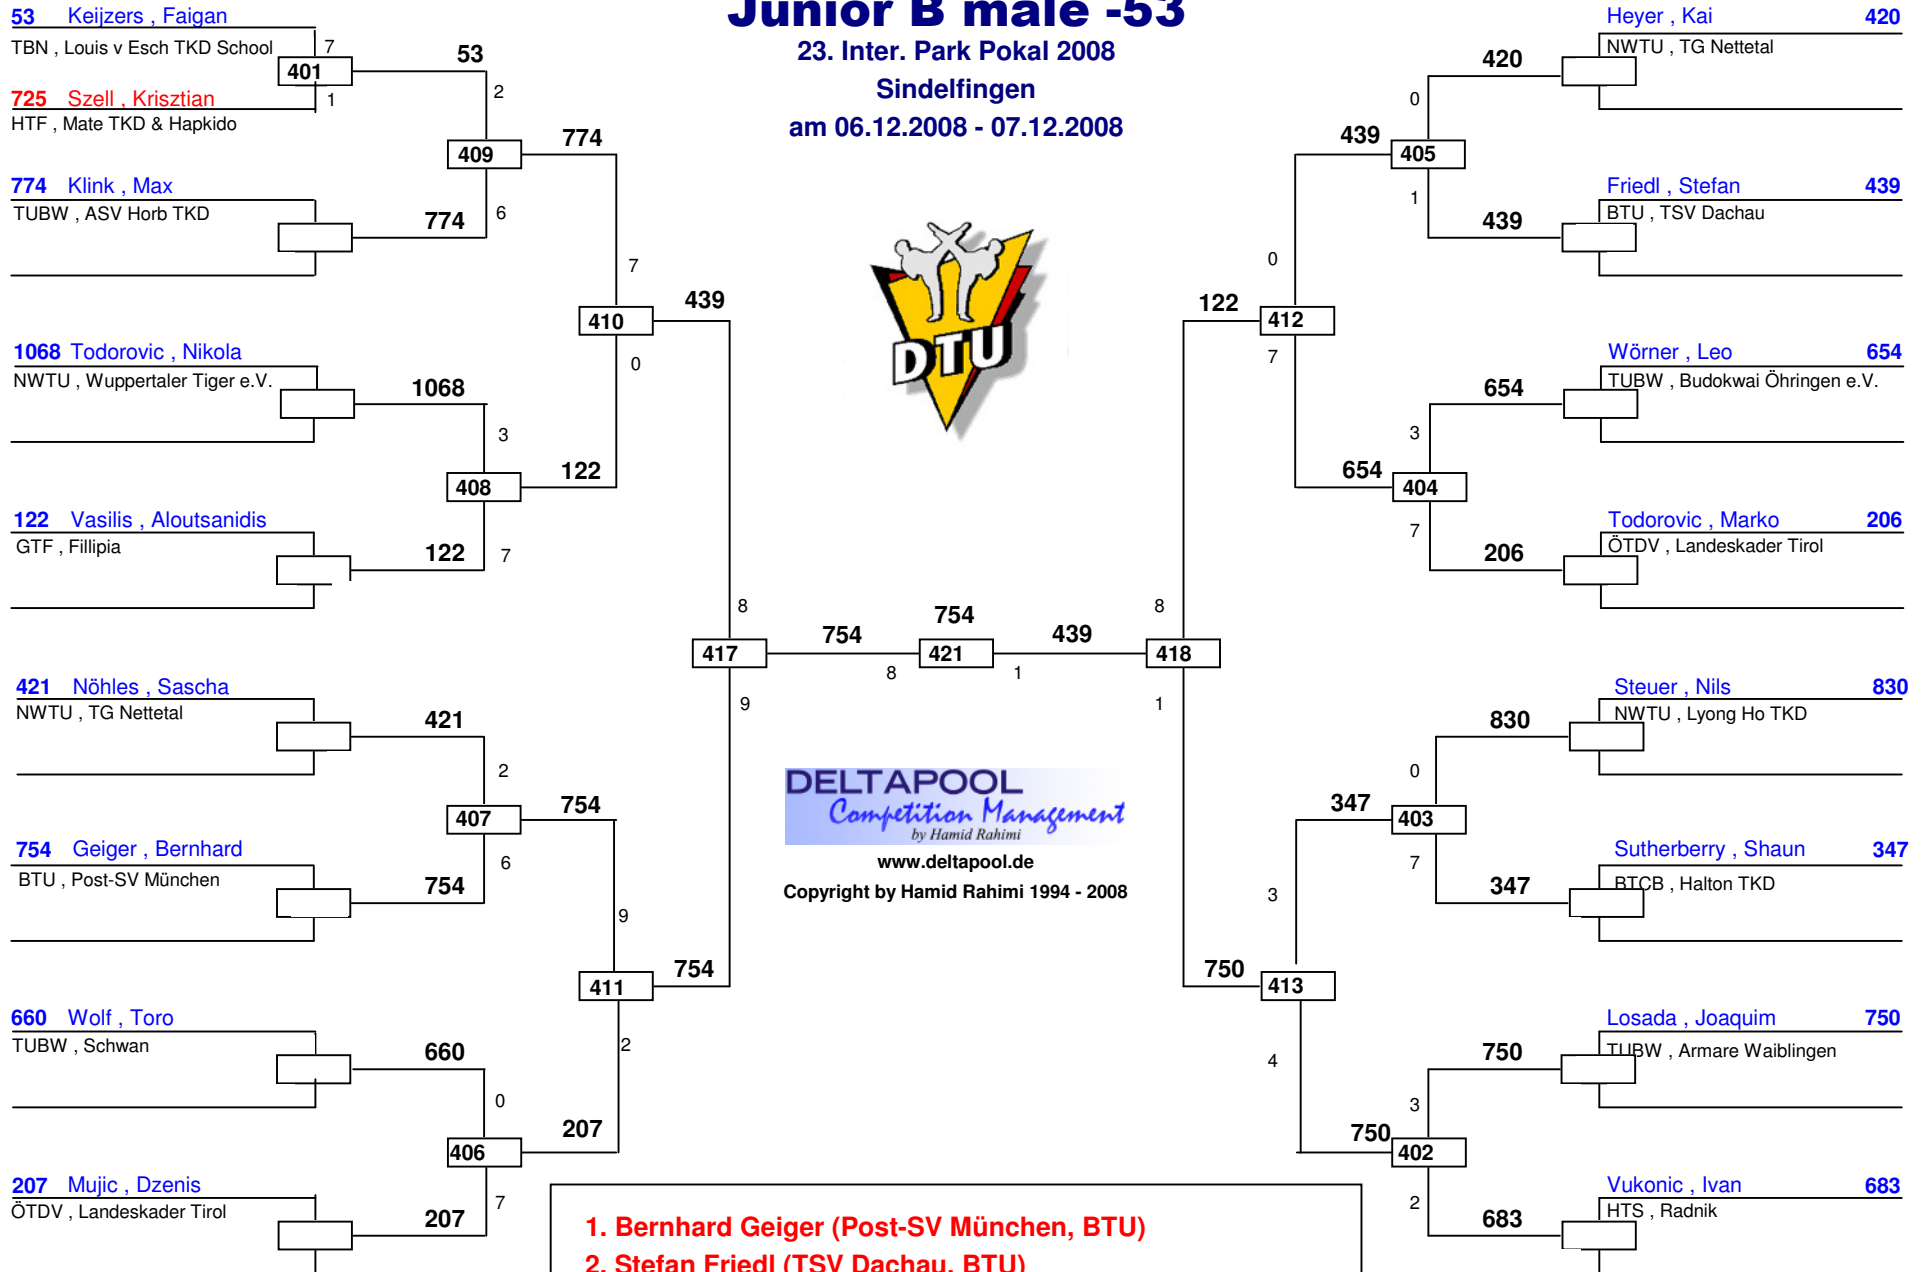 Junior B male -53
23. Inter. Park Pokal 2008
Sindelfingen
am 06.12.2008 - 07.12.2008
53 Keijzers , Faigan
TBN , Louis v Esch TKD School
7
401
53
725 Szell , Krisztian
1
HTF , Mate TKD & Hapkido
2
409
774
774 Klink , Max
TUBW , ASV Horb TKD
774
6
7
410
439
0
1068 Todorovic , Nikola
NWTU , Wuppertaler Tiger e.V.
1068
3
408
122
122 Vasilis , Aloutsanidis
GTF , Fillipia
122
7
8
417
754
9
421 Nöhles , Sascha
NWTU , TG Nettetal
421
2
407
754
754 Geiger , Bernhard
BTU , Post-SV München
754
6
9
411
754
2
660 Wolf , Toro
TUBW , Schwan
660
0
406
207
207 Mujic , Dzenis
ÖTDV , Landeskader Tirol
207
7
DTU
754
8
421
1
439
DELTAPOOL
Competition Management
by Hamid Rahimi
www.deltapool.de
Copyright by Hamid Rahimi 1994 - 2008
Heyer , Kai 420
NWTU , TG Nettetal
420
0
439
405
Friedl , Stefan 439
BTU , TSV Dachau
1
439
0
122
412
7
Wörner , Leo 654
TUBW , Budokwai Öhringen e.V.
654
3
654
404
Todorovic , Marko 206
ÖTDV , Landeskader Tirol
7
206
8
418
1
Steuer , Nils 830
NWTU , Lyong Ho TKD
830
0
347
403
Sutherberry , Shaun 347
BTCB , Halton TKD
7
347
3
750
413
4
Losada , Joaquim 750
TUBW , Armare Waiblingen
750
3
750
402
Vukonic , Ivan 683
HTS , Radnik
2
683
1. Bernhard Geiger (Post-SV München, BTU)
2. Stefan Friedl (TSV Dachau, BTU)